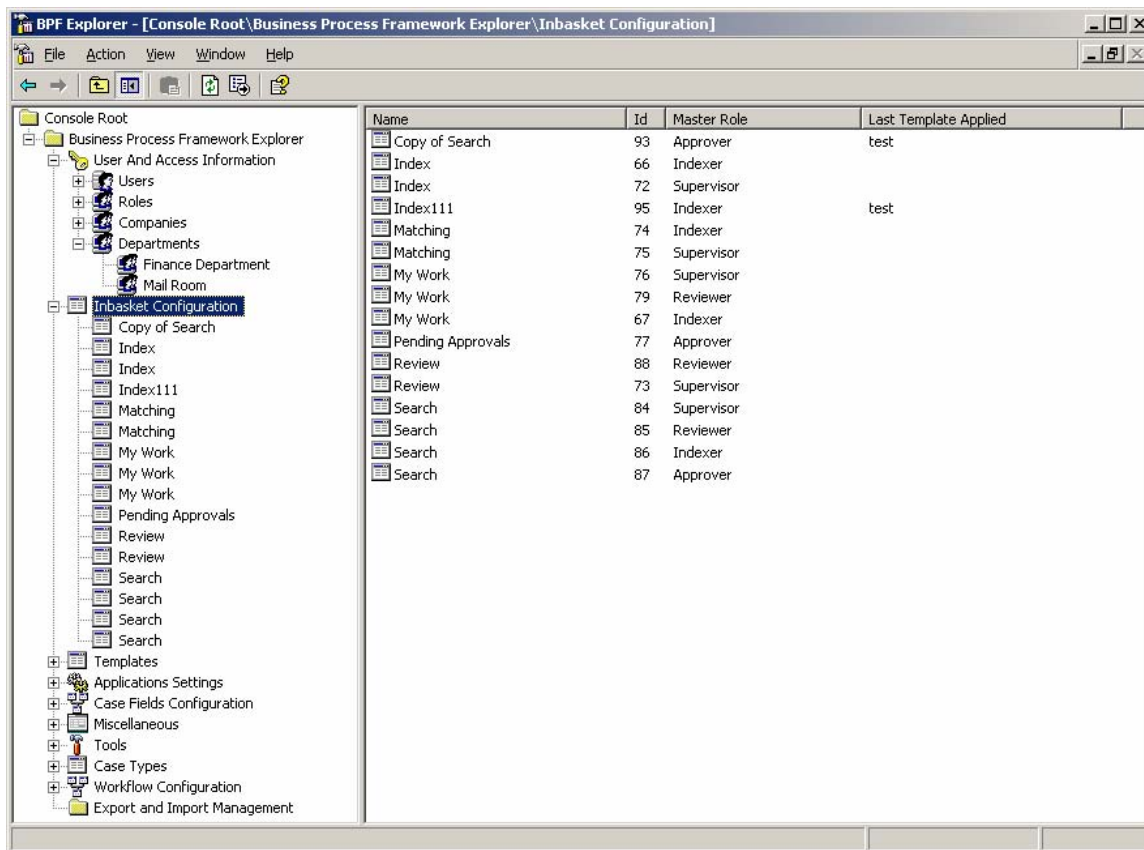 BPF Explorer - [Console Root\Business Process Framework Explorer\Inbasket Configuration]
File Action View Window Help
Console Root
Business Process Framework Explorer
User And Access Information
Users
Roles
Companies
Departments
Finance Department
Mail Room
Inbasket Configuration
Copy of Search
Index
Index
Index111
Matching
Matching
My Work
My Work
My Work
Pending Approvals
Review
Review
Search
Search
Search
Search
Templates
Applications Settings
Case Fields Configuration
Miscellaneous
Tools
Case Types
Workflow Configuration
Export and Import Management
Name Id Master Role Last Template Applied
Copy of Search 93 Approver test
Index 66 Indexer
Index 72 Supervisor
Index111 95 Indexer test
Matching 74 Indexer
Matching 75 Supervisor
My Work 76 Supervisor
My Work 79 Reviewer
My Work 67 Indexer
Pending Approvals 77 Approver
Review 88 Reviewer
Review 73 Supervisor
Search 84 Supervisor
Search 85 Reviewer
Search 86 Indexer
Search 87 Approver